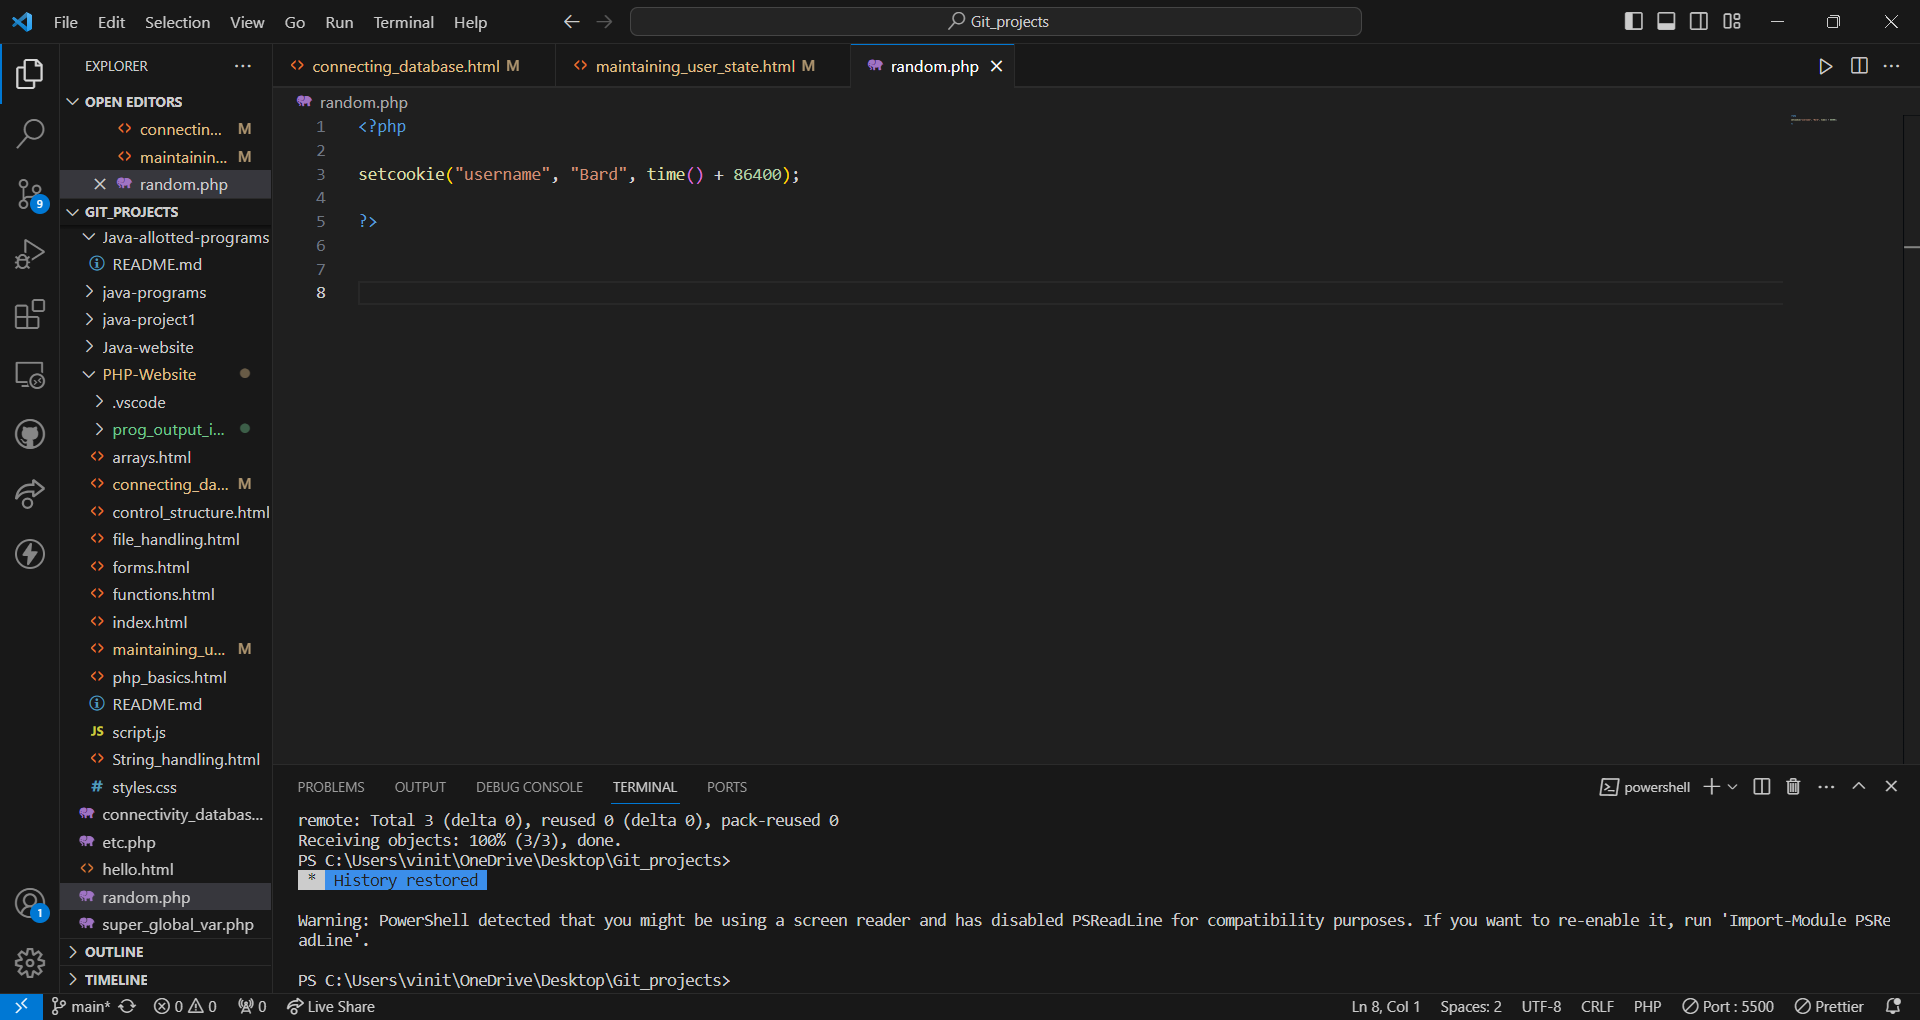 File Edit Selection View Go Run Terminal Help
Git_projects
EXPLORER
OPEN EDITORS
connectin... M
maintainin... M
random.php
GIT_PROJECTS
Java-allotted-programs
README.md
java-programs
java-project1
Java-website
PHP-Website
.vscode
prog_output_i...
arrays.html
connecting_da... M
control_structure.html
file_handling.html
forms.html
functions.html
index.html
maintaining_u... M
php_basics.html
README.md
JS script.js
String_handling.html
# styles.css
connectivity_databas...
etc.php
hello.html
random.php
super_global_var.php
OUTLINE
TIMELINE
9
1
connecting_database.html M
maintaining_user_state.html M
random.php
random.php
1 <?php
2
3 setcookie("username", "Bard", time() + 86400);
4
5 ?>
6
7
8
PROBLEMS OUTPUT DEBUG CONSOLE TERMINAL PORTS
powershell
remote: Total 3 (delta 0), reused 0 (delta 0), pack-reused 0
Receiving objects: 100% (3/3), done.
PS C:\Users\vinit\OneDrive\Desktop\Git_projects>
* History restored
Warning: PowerShell detected that you might be using a screen reader and has disabled PSReadLine for compatibility purposes. If you want to re-enable it, run 'Import-Module PSRe
adLine'.
PS C:\Users\vinit\OneDrive\Desktop\Git_projects>
main* 0 0 0 Live Share
Ln 8, Col 1 Spaces: 2 UTF-8 CRLF PHP Port : 5500 Prettier